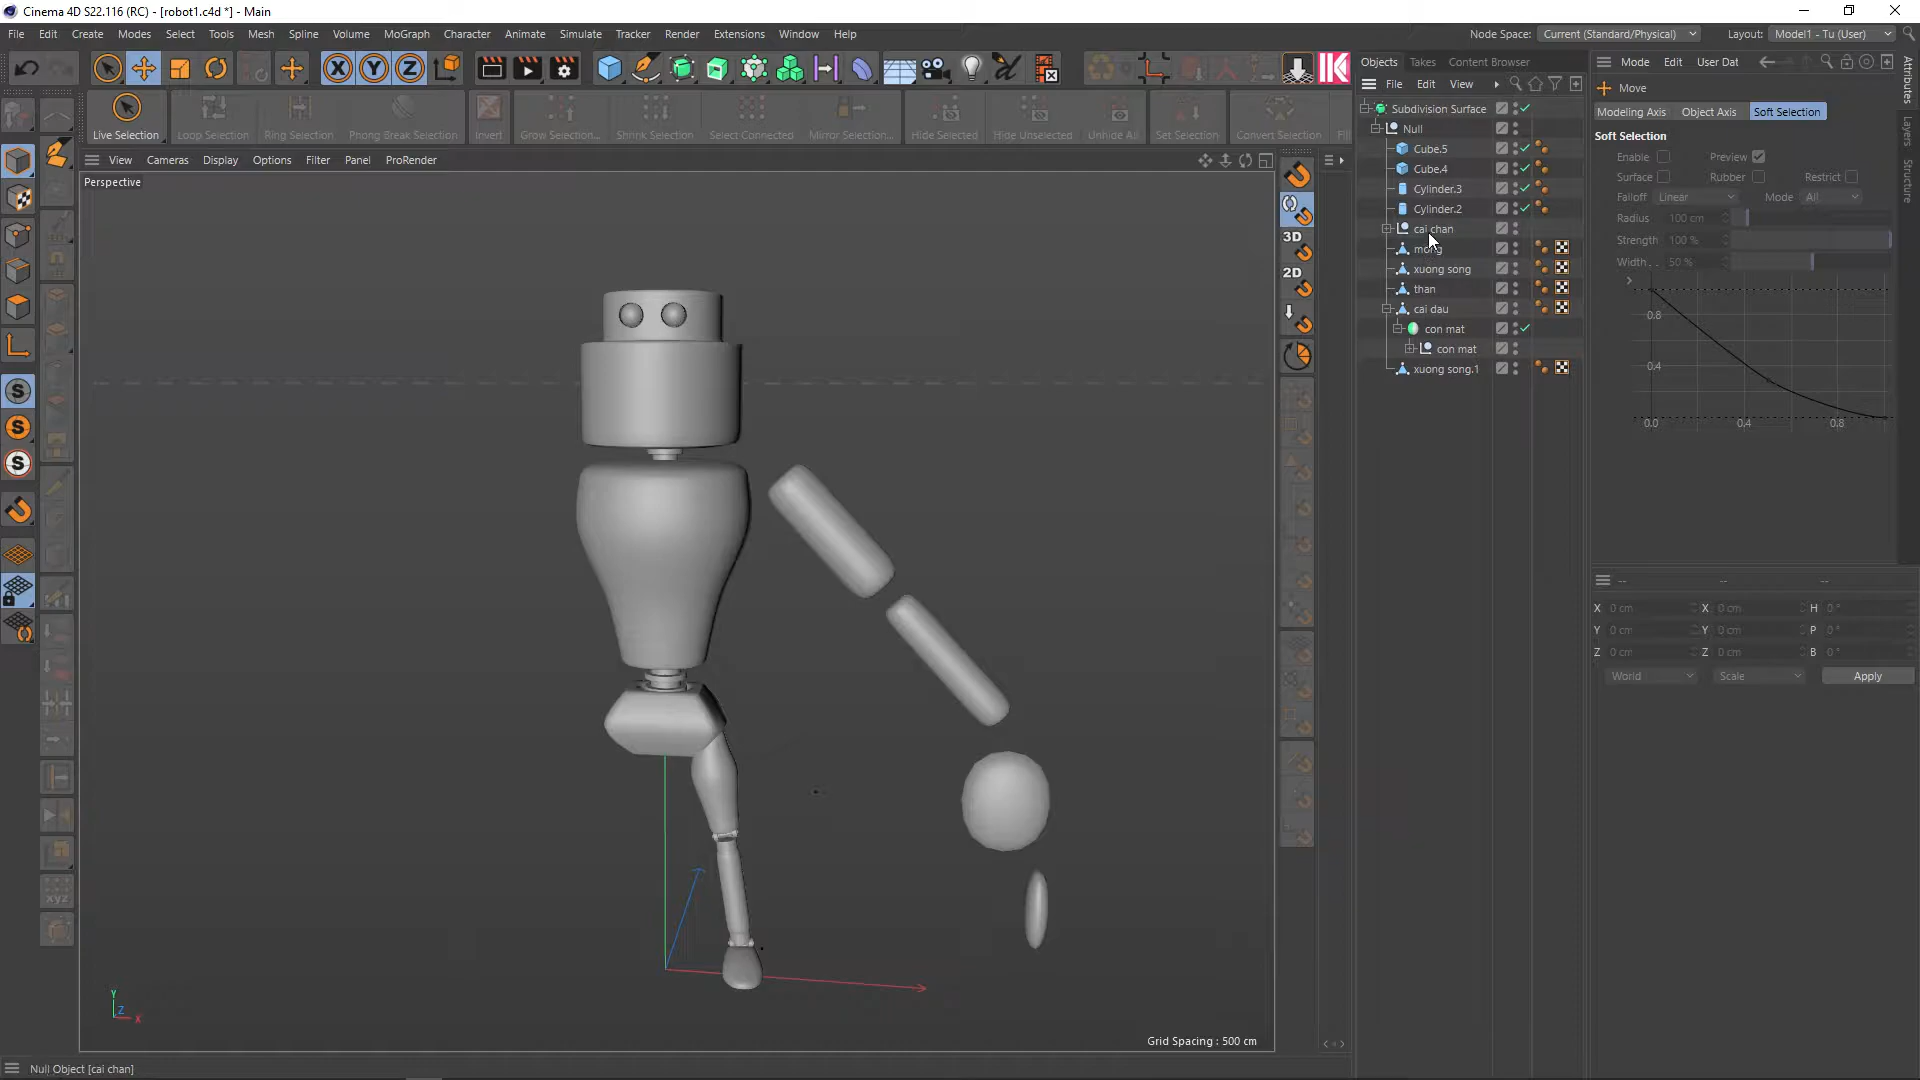 Cinema 4D S22.116 (RC) - [robot1.c4d *] - Main
File Edit Create Modes Select Tools Mesh Spline Volume MoGraph Character Animate Simulate Tracker Render Extensions Window Help
Node Space: Current (Standard/Physical) Layout: Model1 - Tu (User)
Live Selection Loop Selection Ring Selection Phong Break Selection Invert Grow Selection... Shrink Selection Select Connected Mirror Selection... Hide Selected Hide Unselected Unhide All Set Selection Convert Selection... Fil
View Cameras Display Options Filter Panel ProRender
Perspective
X Y Z
S
S
S
xyz
3D
2D
Y
Z
X
Grid Spacing : 500 cm
Null Object [cai chan]
Objects Takes Content Browser
File Edit View
Subdivision Surface
Null
Cube.5
Cube.4
Cylinder.3
Cylinder.2
cai chan
mong
xuong song
than
cai dau
con mat
con mat
xuong song.1
Mode Edit User Dat
Move
Modeling Axis Object Axis Soft Selection
Soft Selection
Enable Preview
Surface Rubber Restrict
Falloff Linear Mode All
Radius 100 cm
Strength 100 %
Width . . 50 %
0.8
0.4
0.0 0.4 0.8
Attributes
Layers
Structure
-- -- --
X 0 cm X 0 cm H 0 °
Y 0 cm Y 0 cm P 0 °
Z 0 cm Z 0 cm B 0 °
World Scale Apply